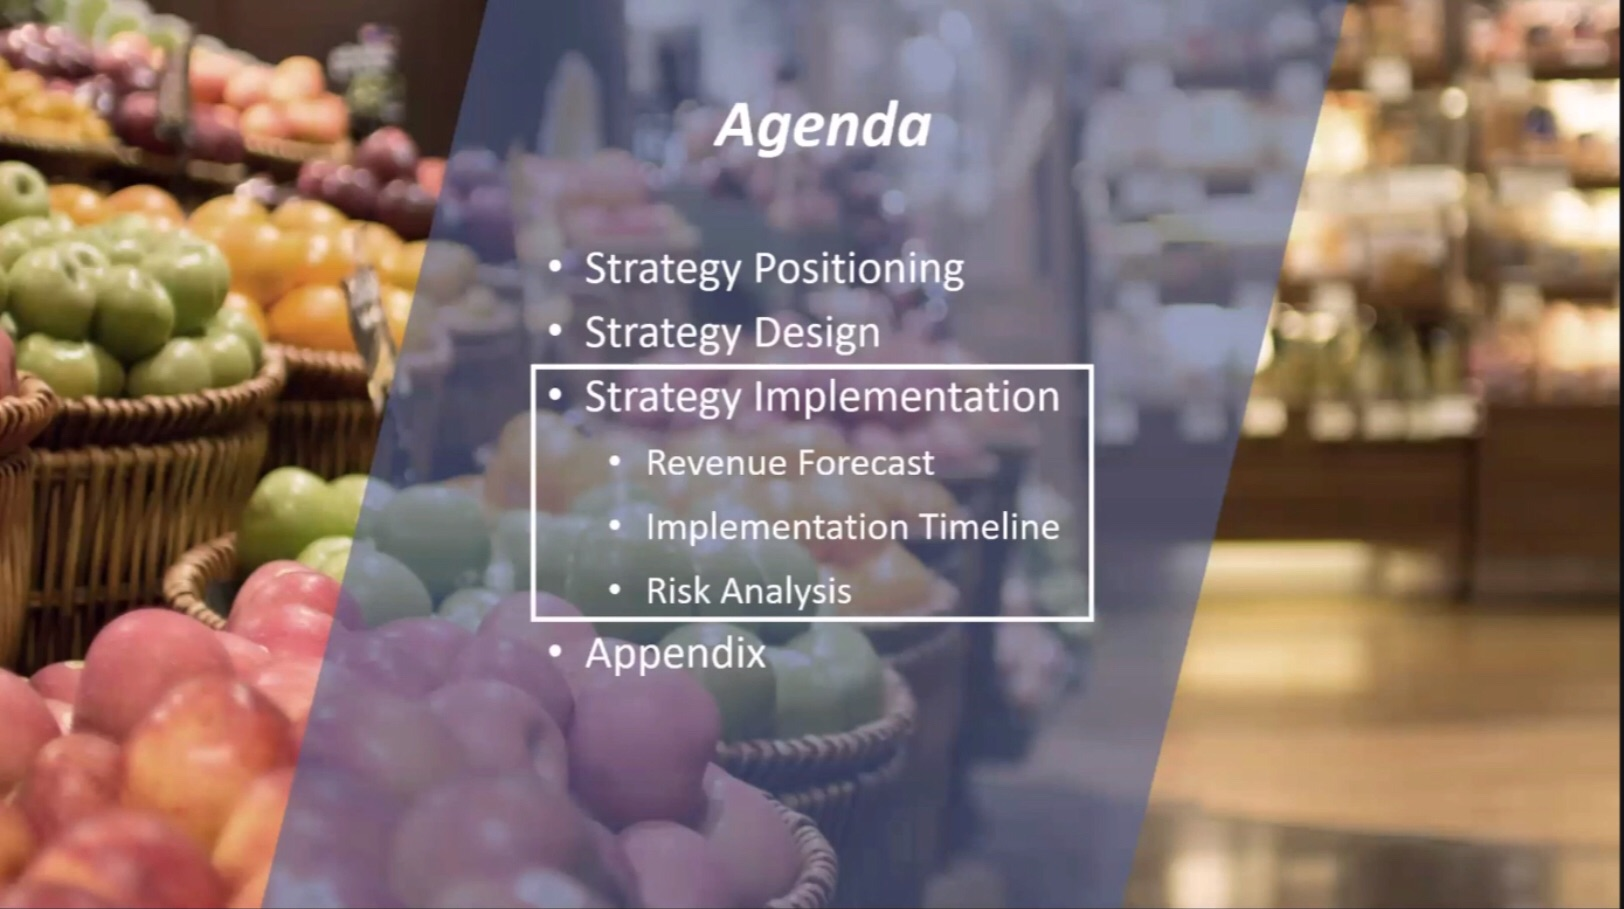 Agenda
• Strategy Positioning
• Strategy Design
• Strategy Implementation
• Revenue Forecast
• Implementation Timeline
• Risk Analysis
• Appendix